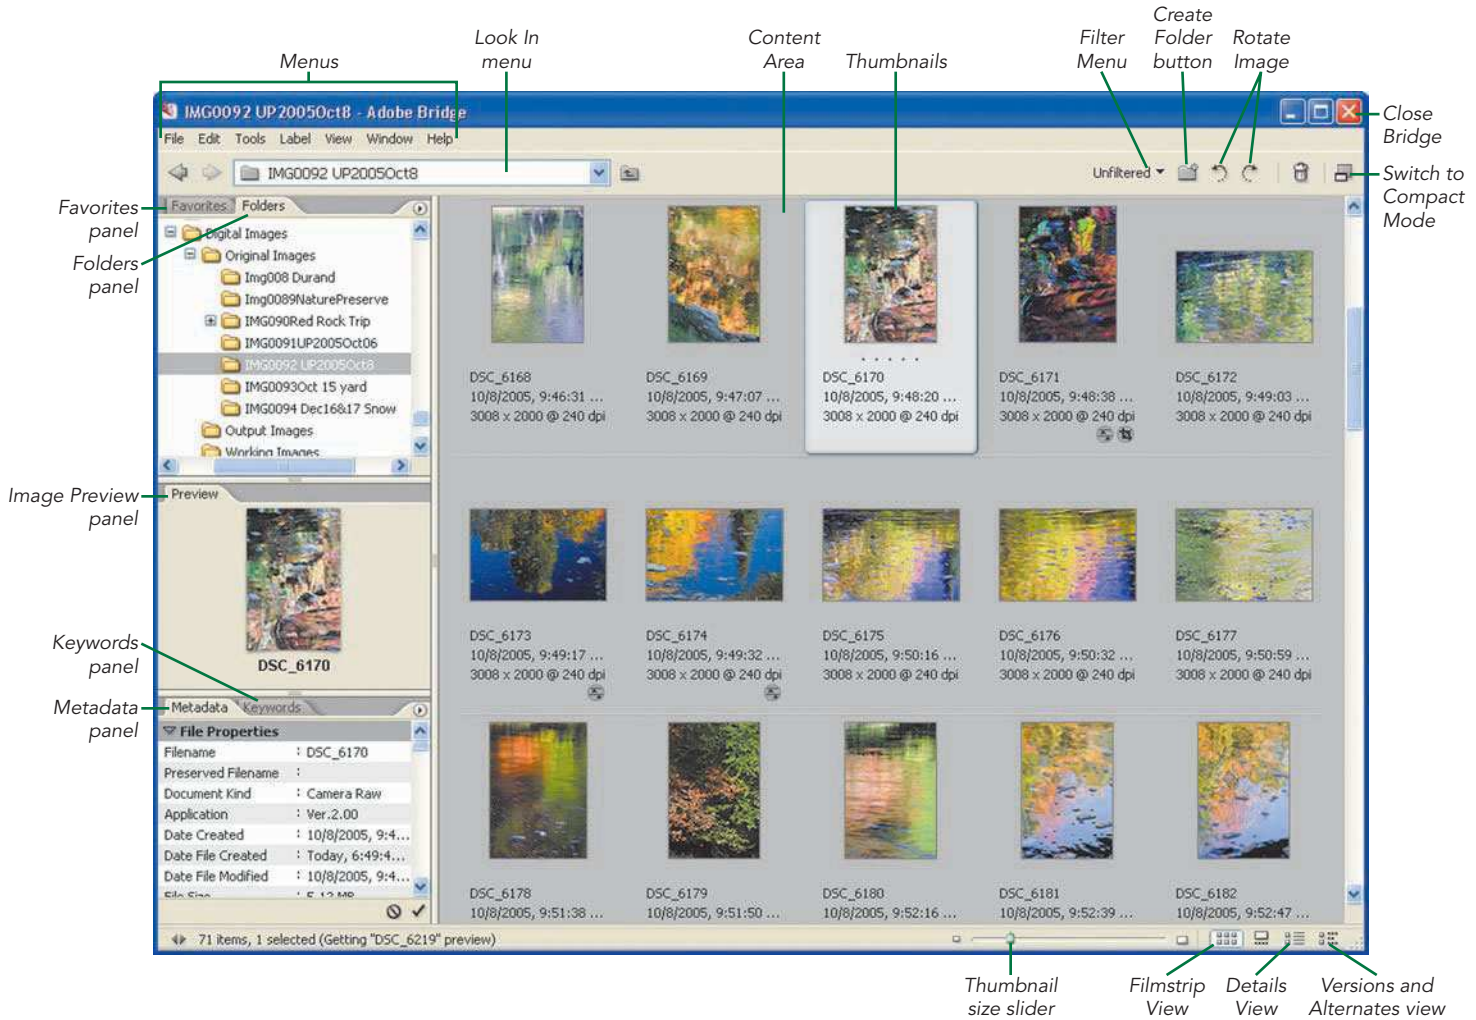 Menus
Look In
menu
Content
Area
Thumbnails
Filter
Menu
Create
Folder
button
Rotate
Image
IMG0092 UP2005Oct8 - Adobe Bridge
Close
Bridge
File Edit Tools Label View Window Help
IMG0092 UP2005Oct8
Unfiltered
Switch to
Compact
Mode
Favorites
panel
Folders
panel
Favorites Folders
Digital Images
Original Images
Img008 Durand
Img0089NaturePreserve
IMG090Red Rock Trip
IMG0091UP2005Oct06
IMG0092 UP2005Oct8
IMG0093Oct 15 yard
IMG0094 Dec16&17 Snow
Output Images
Working Images
DSC_6168
10/8/2005, 9:46:31 ...
3008 x 2000 @ 240 dpi
DSC_6169
10/8/2005, 9:47:07 ...
3008 x 2000 @ 240 dpi
DSC_6170
10/8/2005, 9:48:20 ...
3008 x 2000 @ 240 dpi
DSC_6171
10/8/2005, 9:48:38 ...
3008 x 2000 @ 240 dpi
DSC_6172
10/8/2005, 9:49:03 ...
3008 x 2000 @ 240 dpi
Image Preview
panel
Preview
DSC_6170
DSC_6173
10/8/2005, 9:49:17 ...
3008 x 2000 @ 240 dpi
DSC_6174
10/8/2005, 9:49:32 ...
3008 x 2000 @ 240 dpi
DSC_6175
10/8/2005, 9:50:16 ...
3008 x 2000 @ 240 dpi
DSC_6176
10/8/2005, 9:50:32 ...
3008 x 2000 @ 240 dpi
DSC_6177
10/8/2005, 9:50:59 ...
3008 x 2000 @ 240 dpi
Keywords
panel
Metadata
panel
Metadata Keywords
File Properties
Filename : DSC_6170
Preserved Filename :
Document Kind : Camera Raw
Application : Ver.2.00
Date Created : 10/8/2005, 9:4...
Date File Created : Today, 6:49:4...
Date File Modified : 10/8/2005, 9:4...
File Size : 5.12 MB
DSC_6178
10/8/2005, 9:51:38 ...
DSC_6179
10/8/2005, 9:51:50 ...
DSC_6180
10/8/2005, 9:52:16 ...
DSC_6181
10/8/2005, 9:52:39 ...
DSC_6182
10/8/2005, 9:52:47 ...
71 items, 1 selected (Getting "DSC_6219" preview)
Thumbnail
size slider
Filmstrip
View
Details
View
Versions and
Alternates view